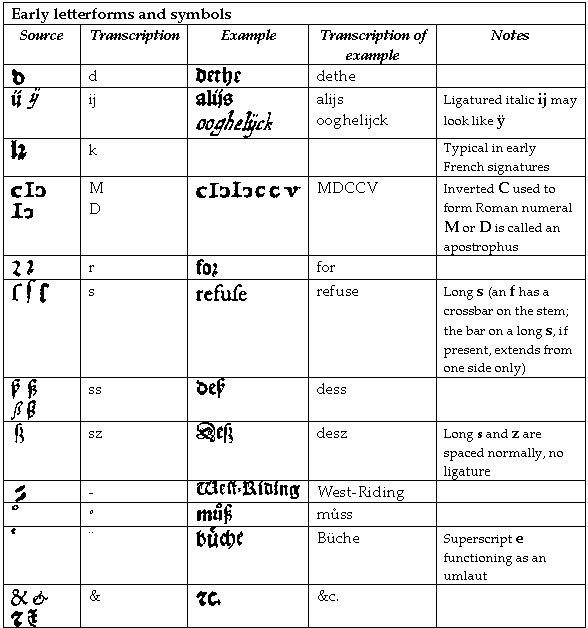 Early letterforms and symbols
Source Transcription Example Transcription of example Notes
d d dethe dethe
ij ij alijs alijs Ligatured italic ij may
ooghelijck ooghelijck look like ÿ
k Typical in early
French signatures
cIɔ M cIɔIɔccv MDCCV Inverted C used to
Iɔ D form Roman numeral
M or D is called an
apostrophus
ꝛ ꝛ r foꝛ for
ſ ſ ſ s refuſe refuse Long s (an f has a
crossbar on the stem;
the bar on a long s, if
present, extends from
one side only)
ß ß ss deß dess
ß ß
ß sz Deß desz Long s and z are
spaced normally, no
ligature
⸗ - Weſt⸗Riding West-Riding
° ° muͦß můss
ͤ ¨ buͤche Büche Superscript e
functioning as an
umlaut
& & & ꝛc. &c.
ꝛ &